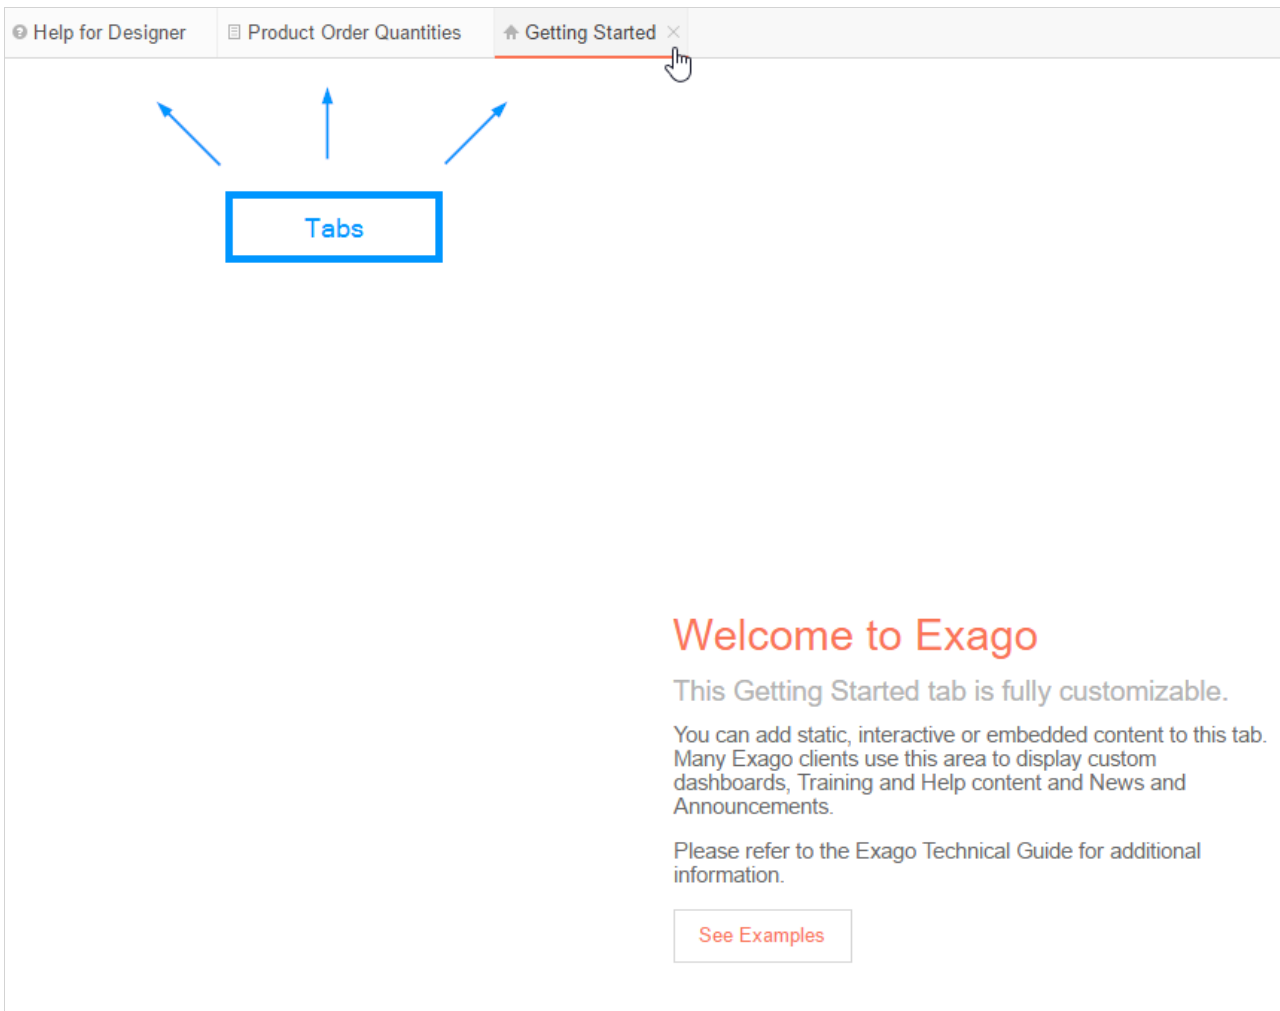 Help for Designer
Product Order Quantities
Getting Started
Tabs
Welcome to Exago
This Getting Started tab is fully customizable.
You can add static, interactive or embedded content to this tab.
Many Exago clients use this area to display custom
dashboards, Training and Help content and News and
Announcements.
Please refer to the Exago Technical Guide for additional
information.
See Examples